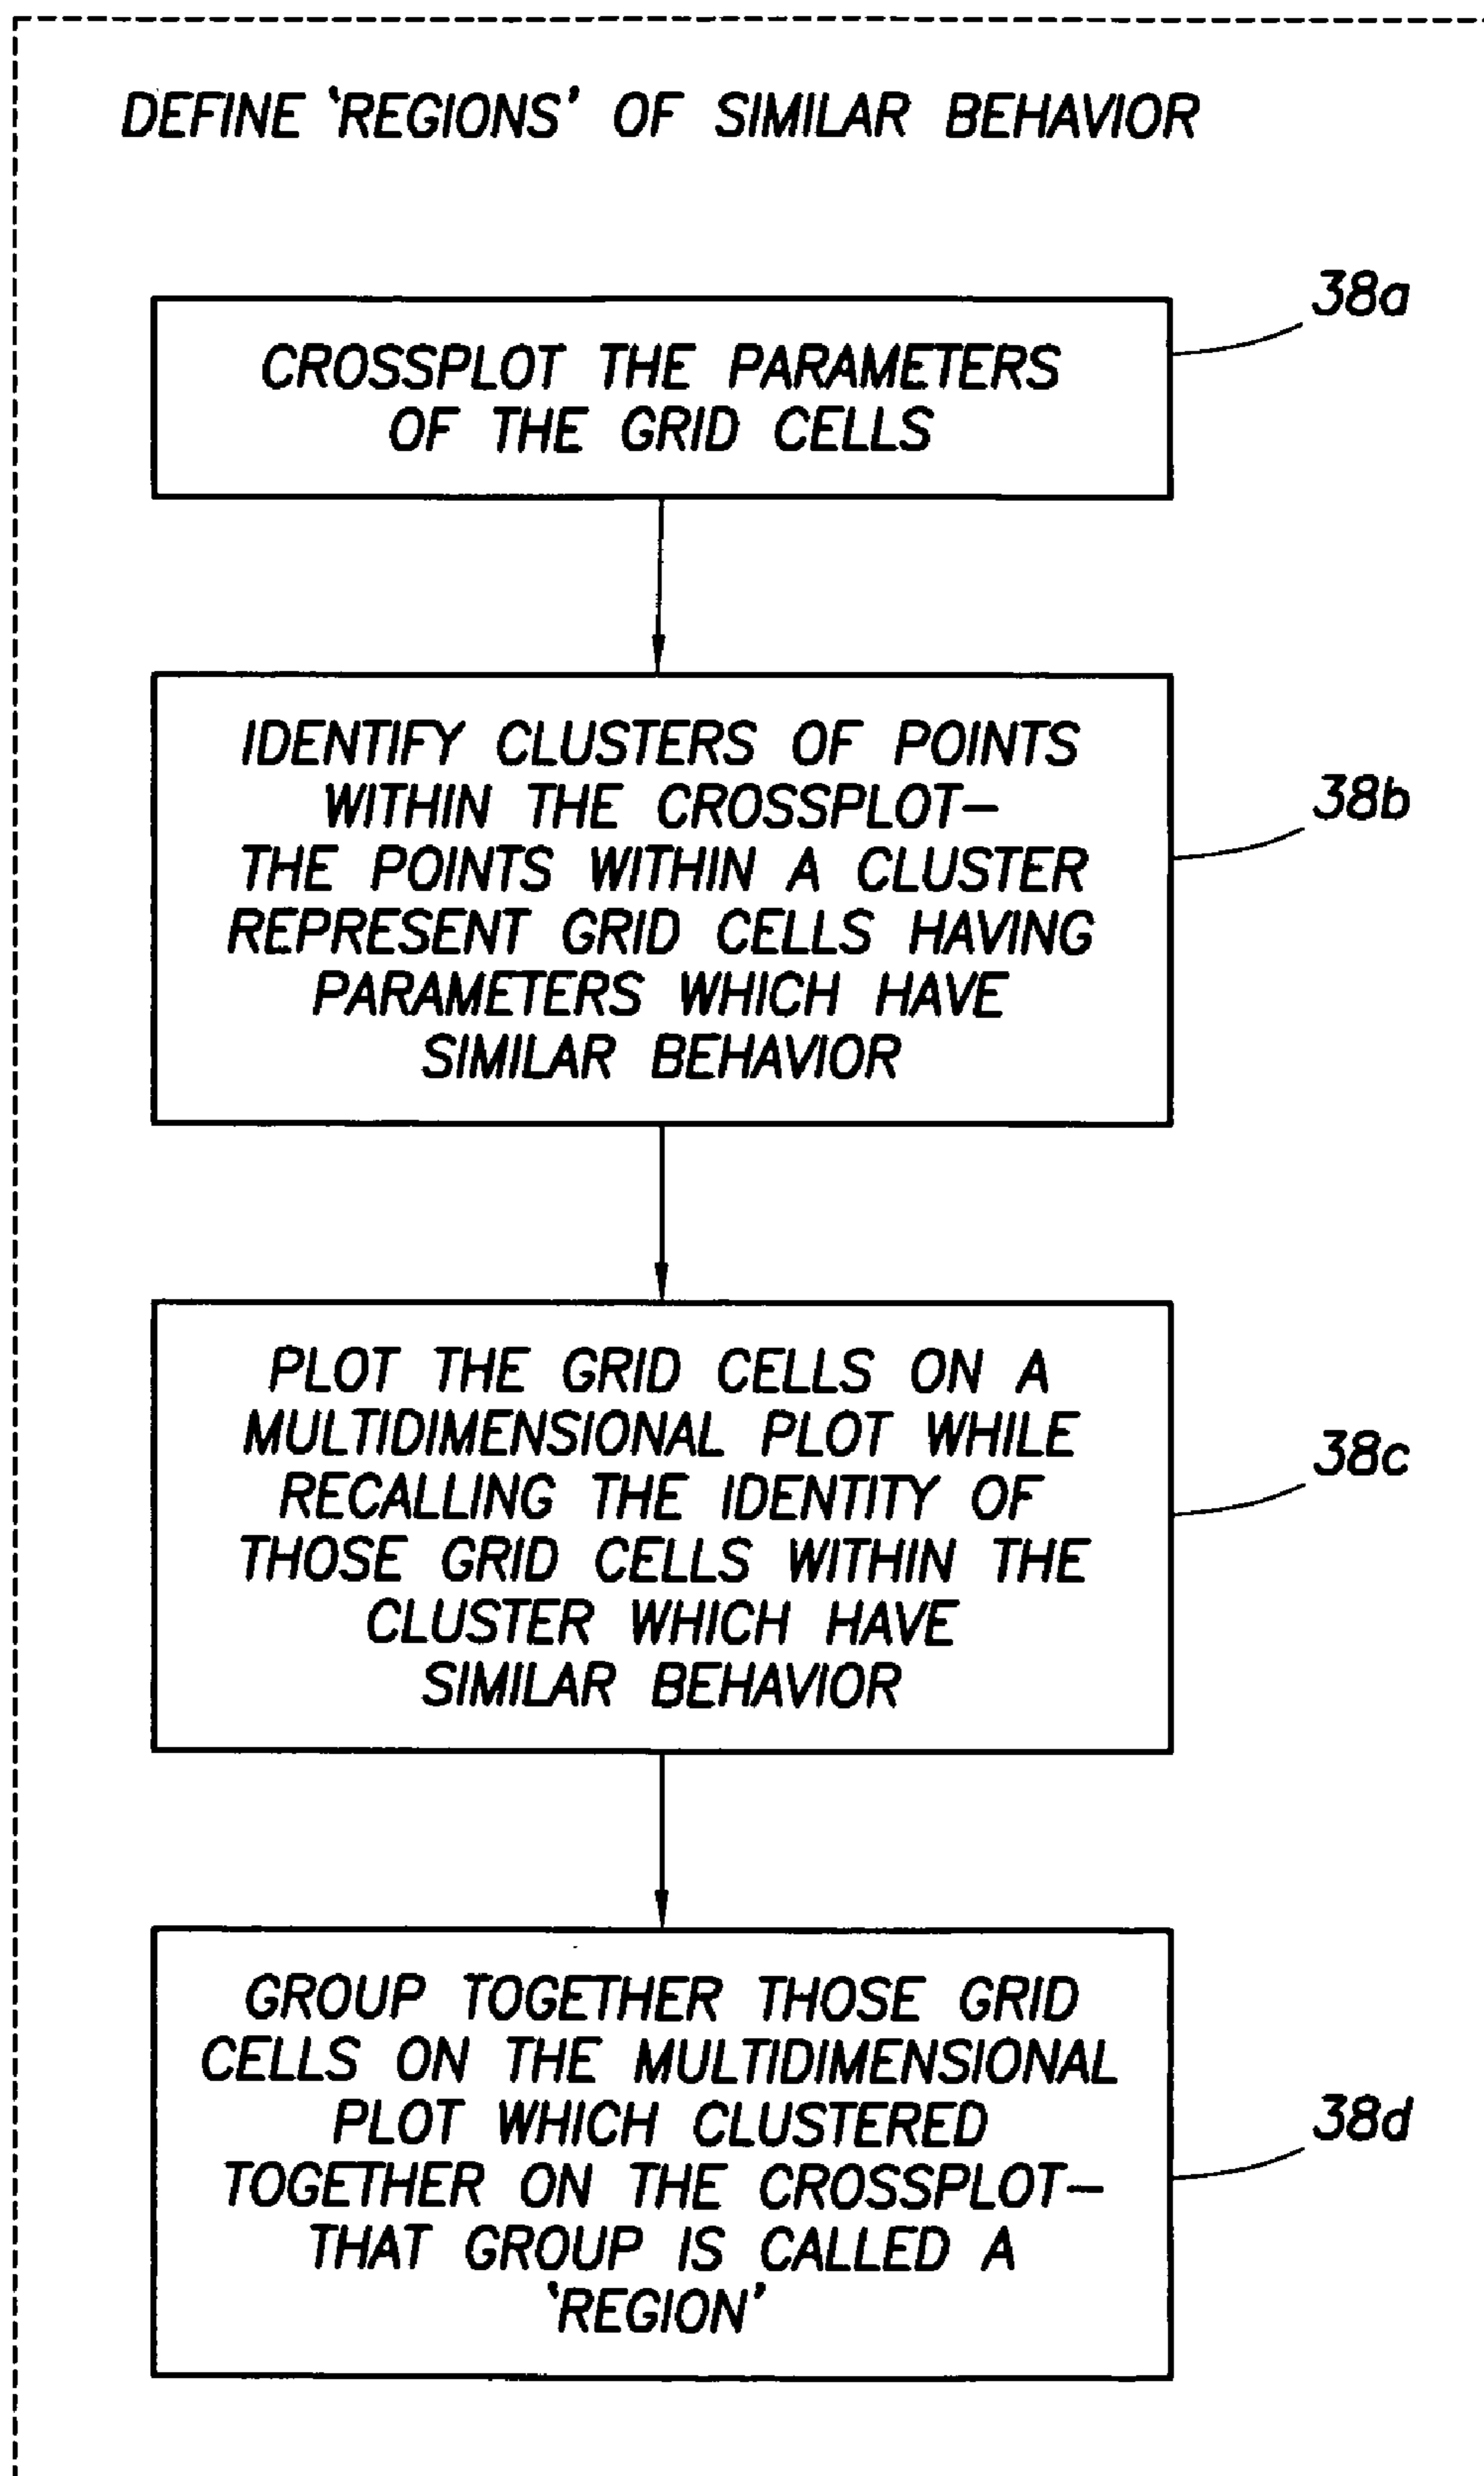 DEFINE 'REGIONS' OF SIMILAR BEHAVIOR
38a
CROSSPLOT THE PARAMETERS
OF THE GRID CELLS
IDENTIFY CLUSTERS OF POINTS
WITHIN THE CROSSPLOT—
THE POINTS WITHIN A CLUSTER
REPRESENT GRID CELLS HAVING
PARAMETERS WHICH HAVE
SIMILAR BEHAVIOR
38b
PLOT THE GRID CELLS ON A
MULTIDIMENSIONAL PLOT WHILE
RECALLING THE IDENTITY OF
THOSE GRID CELLS WITHIN THE
CLUSTER WHICH HAVE
SIMILAR BEHAVIOR
38c
GROUP TOGETHER THOSE GRID
CELLS ON THE MULTIDIMENSIONAL
PLOT WHICH CLUSTERED
TOGETHER ON THE CROSSPLOT—
THAT GROUP IS CALLED A
'REGION'
38d